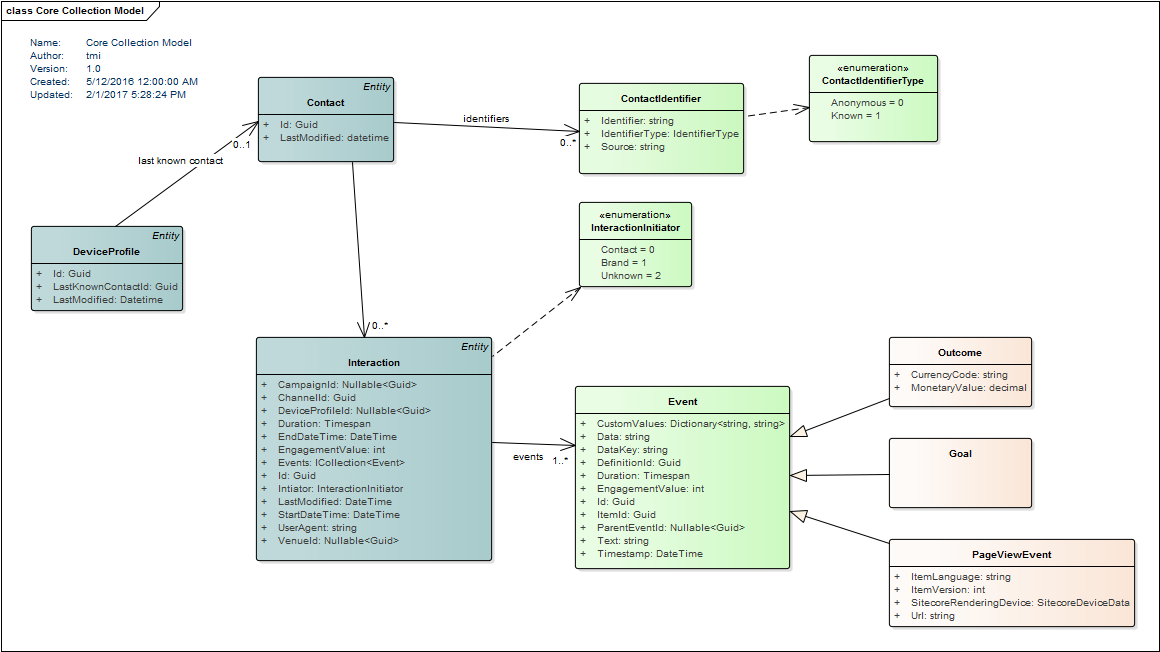 class Core Collection Model
Name: Core Collection Model
Author: tmi
Version: 1.0
Created: 5/12/2016 12:00:00 AM
Updated: 2/1/2017 5:28:24 PM
Entity
Contact
+ Id: Guid
+ LastModified: datetime
identifiers
0..*
ContactIdentifier
+ Identifier: string
+ IdentifierType: IdentifierType
+ Source: string
«enumeration»
ContactIdentifierType
Anonymous = 0
Known = 1
0..1
last known contact
Entity
DeviceProfile
+ Id: Guid
+ LastKnownContactId: Guid
+ LastModified: Datetime
«enumeration»
InteractionInitiator
Contact = 0
Brand = 1
Unknown = 2
0..*
Entity
Interaction
+ CampaignId: Nullable<Guid>
+ ChannelId: Guid
+ DeviceProfileId: Nullable<Guid>
+ Duration: Timespan
+ EndDateTime: DateTime
+ EngagementValue: int
+ Events: ICollection<Event>
+ Id: Guid
+ Intiator: InteractionInitiator
+ LastModified: DateTime
+ StartDateTime: DateTime
+ UserAgent: string
+ VenueId: Nullable<Guid>
events
1..*
Event
+ CustomValues: Dictionary<string, string>
+ Data: string
+ DataKey: string
+ DefinitionId: Guid
+ Duration: Timespan
+ EngagementValue: int
+ Id: Guid
+ ItemId: Guid
+ ParentEventId: Nullable<Guid>
+ Text: string
+ Timestamp: DateTime
Outcome
+ CurrencyCode: string
+ MonetaryValue: decimal
Goal
PageViewEvent
+ ItemLanguage: string
+ ItemVersion: int
+ SitecoreRenderingDevice: SitecoreDeviceData
+ Url: string